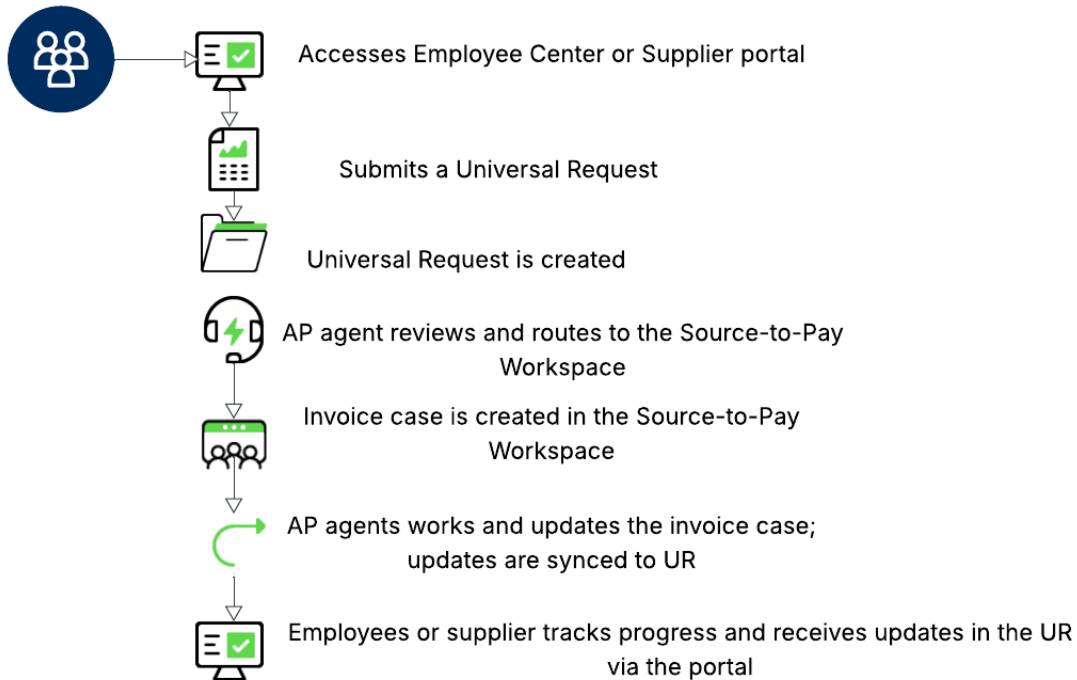 Accesses Employee Center or Supplier portal
Submits a Universal Request
Universal Request is created
AP agent reviews and routes to the Source-to-Pay
Workspace
Invoice case is created in the Source-to-Pay
Workspace
AP agents works and updates the invoice case;
updates are synced to UR
Employees or supplier tracks progress and receives updates in the UR
via the portal